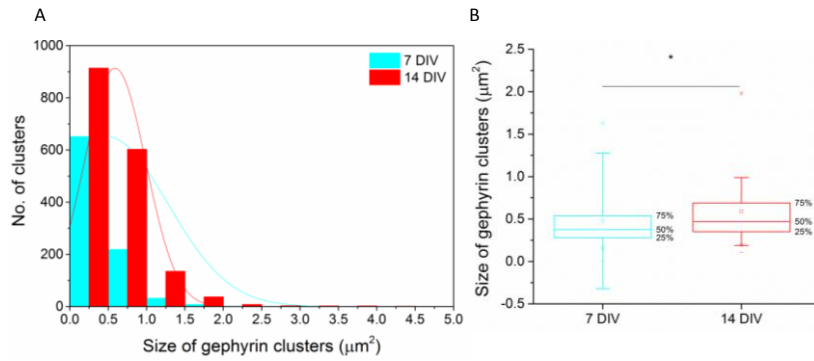 A
1000
800
600
400
200
0
No. of clusters
7 DIV
14 DIV
0.0 0.5 1.0 1.5 2.0 2.5 3.0 3.5 4.0 4.5 5.0
Size of gephyrin clusters (μm²)
B
2.5
2.0
1.5
1.0
0.5
0.0
-0.5
Size of gephyrin clusters (μm²)
*
75%
50%
25%
75%
50%
25%
7 DIV 14 DIV